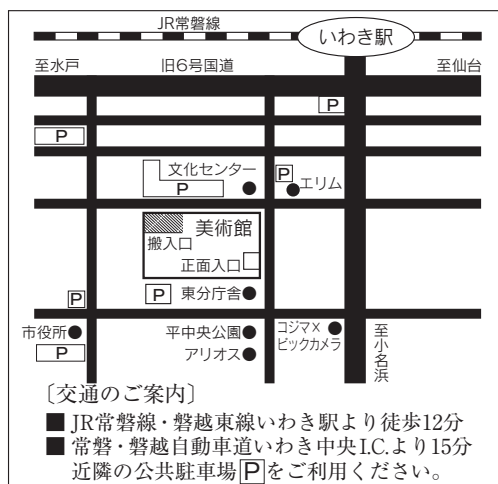 JR常磐線
いわき駅
至水戸
旧6号国道
至仙台
P
P
文化センター
P
P
エリム
美術館
搬入口
正面入口
P
P
東分庁舎
市役所
P
平中央公園
アリオス
コジマ×
ビックカメラ
至小名浜
〔交通のご案内〕
■ JR常磐線・磐越東線いわき駅より徒歩12分
■ 常磐・磐越自動車道いわき中央I.C.より15分
近隣の公共駐車場Pをご利用ください。